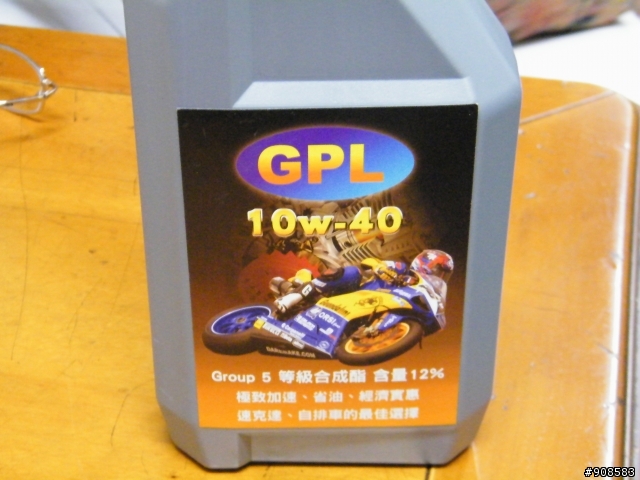 GPL
10w-40
Group 5 等級合成酯 含量12%
極致加速、省油、經濟實惠
速克達、自排車的最佳選擇
#908583